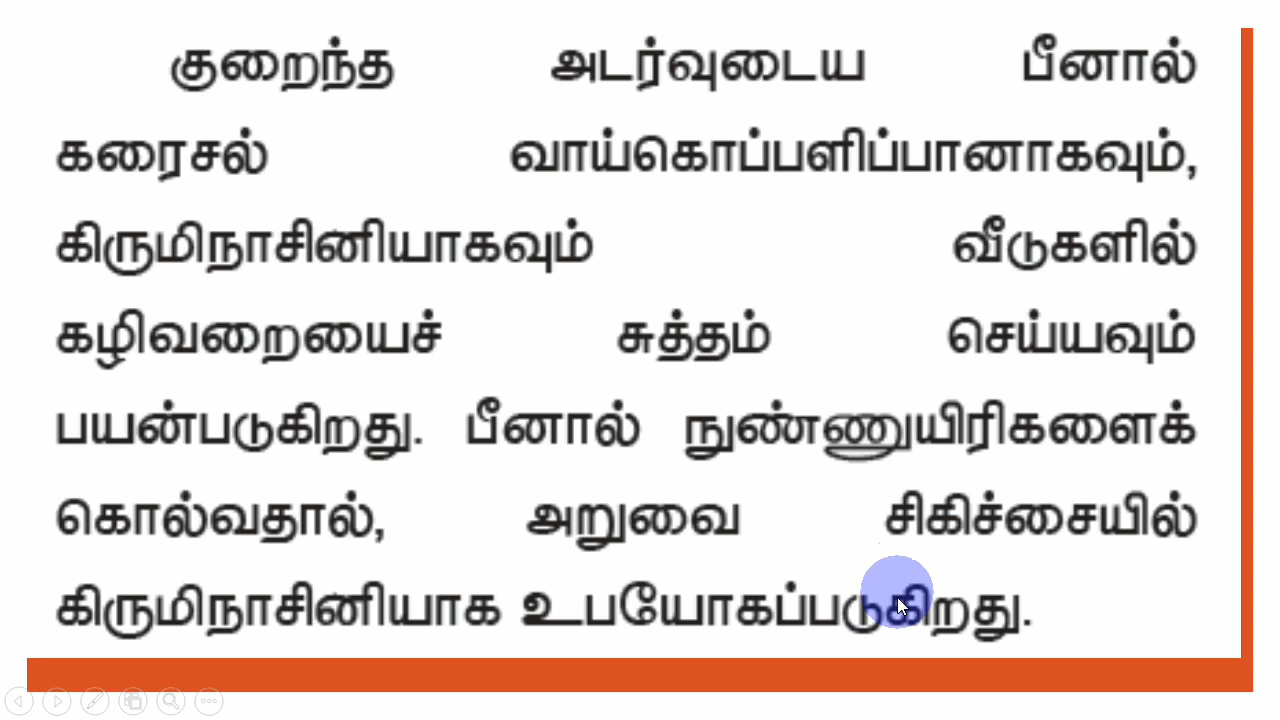 குறைந்த அடர்வுடைய பீனால்
கரைசல் வாய்கொப்பளிப்பானாகவும்,
கிருமிநாசினியாகவும் வீடுகளில்
கழிவறையைச் சுத்தம் செய்யவும்
பயன்படுகிறது. பீனால் நுண்ணுயிரிகளைக்
கொல்வதால், அறுவை சிகிச்சையில்
கிருமிநாசினியாக உபயோகப்படுகிறது.